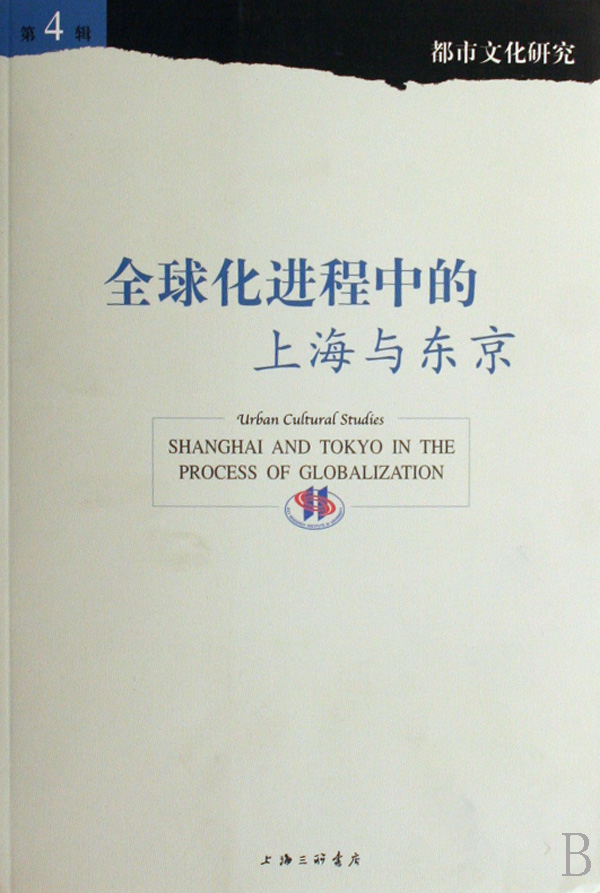 第4辑
都市文化研究
全球化进程中的
上海与东京
Urban Cultural Studies
SHANGHAI AND TOKYO IN THE
PROCESS OF GLOBALIZATION
上海三联书店
B